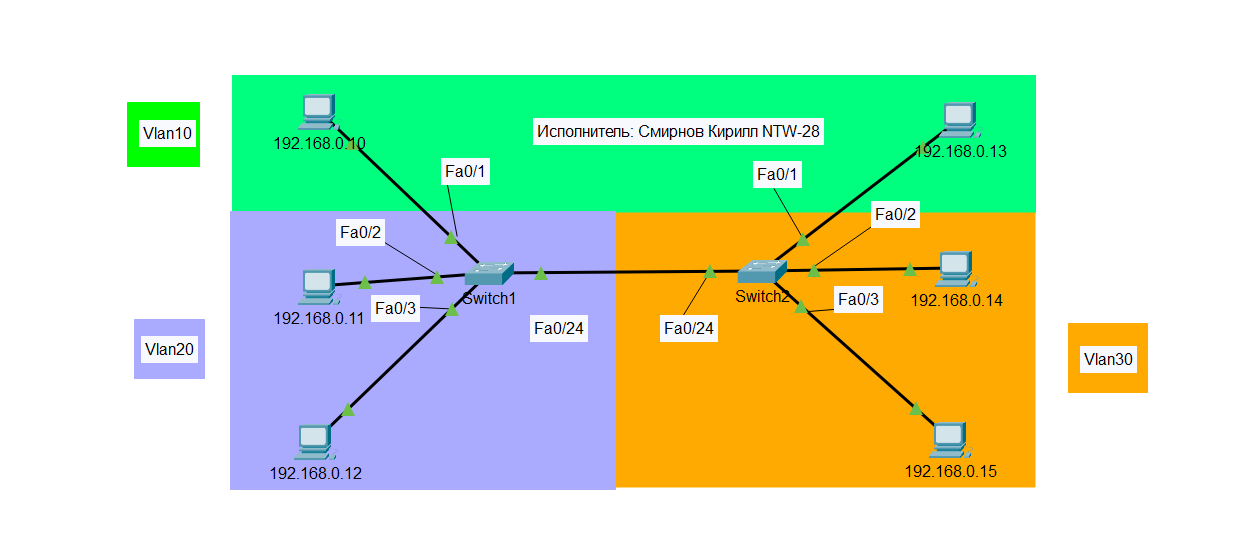 Vlan10
192.168.0.10
Исполнитель: Смирнов Кирилл NTW-28
192.168.0.13
Fa0/1
Fa0/1
Fa0/2
Fa0/2
Switch1
Switch2
192.168.0.11
Fa0/3
Fa0/3
192.168.0.14
Fa0/24
Fa0/24
Vlan20
Vlan30
192.168.0.12
192.168.0.15